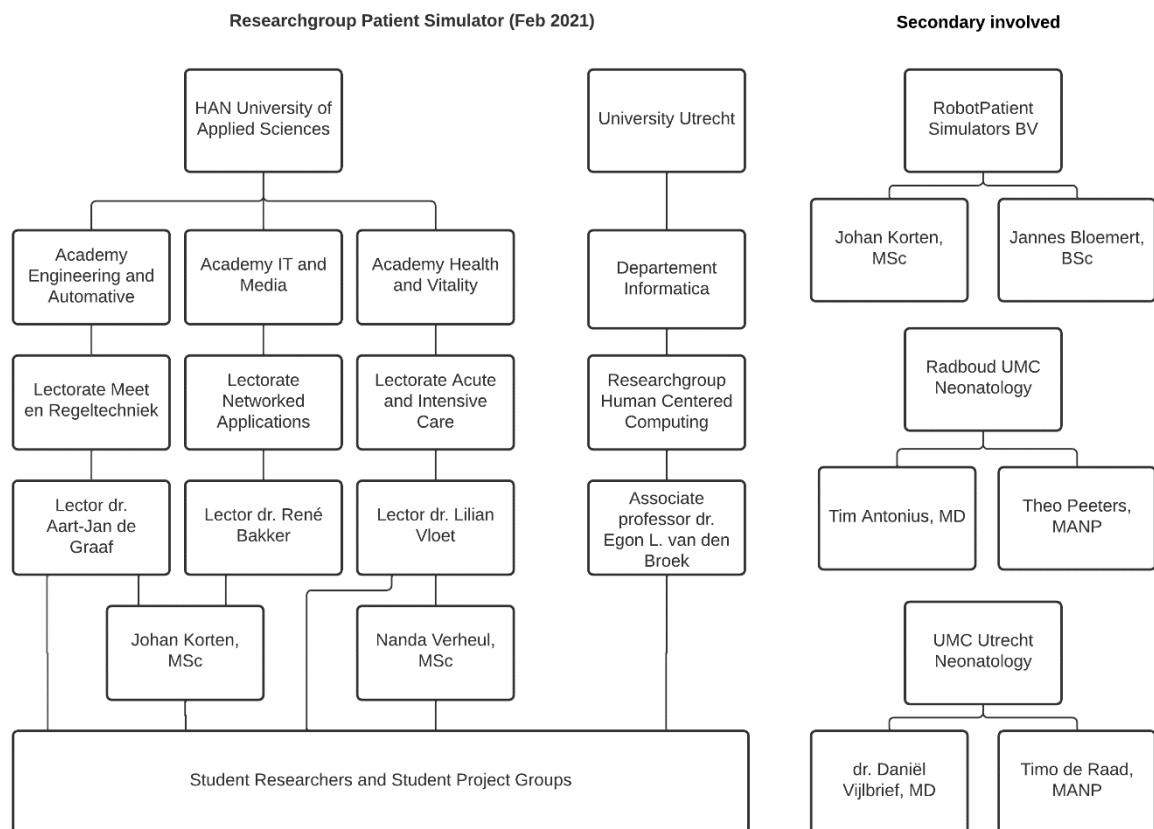 Researchgroup Patient Simulator (Feb 2021)
Secondary involved
HAN University of
Applied Sciences
University Utrecht
RobotPatient
Simulators BV
Academy
Engineering and
Automative
Academy IT and
Media
Academy Health
and Vitality
Departement
Informatica
Johan Korten,
MSc
Jannes Bloemert,
BSc
Lectorate Meet
en Regeltechniek
Lectorate
Networked
Applications
Lectorate Acute
and Intensive
Care
Researchgroup
Human Centered
Computing
Radboud UMC
Neonatology
Lector dr.
Aart-Jan de
Graaf
Lector dr. René
Bakker
Lector dr. Lilian
Vloet
Associate
professor dr.
Egon L. van den
Broek
Tim Antonius, MD
Theo Peeters,
MANP
Johan Korten,
MSc
Nanda Verheul,
MSc
UMC Utrecht
Neonatology
Student Researchers and Student Project Groups
dr. Daniël
Vijlbrief, MD
Timo de Raad,
MANP